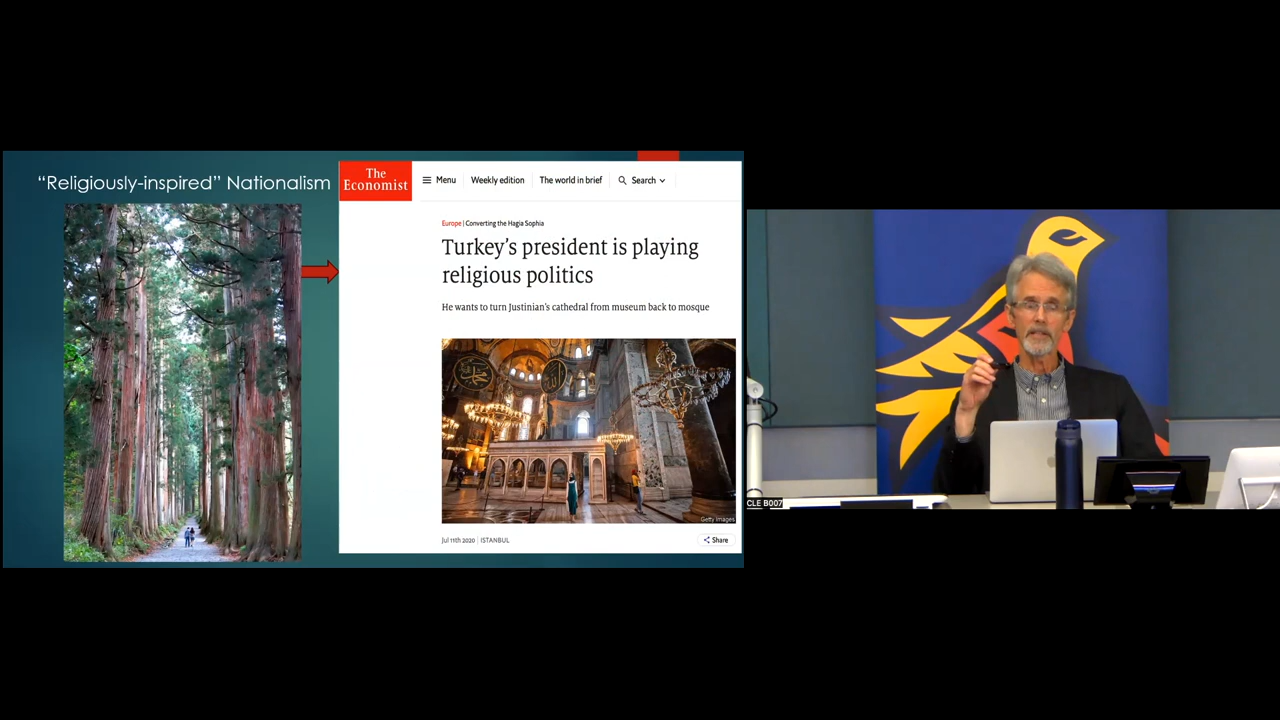 “Religiously-inspired” Nationalism
The
Economist
Menu
Weekly edition
The world in brief
Search
Europe | Converting the Hagia Sophia
Turkey’s president is playing
religious politics
He wants to turn Justinian’s cathedral from museum back to mosque
Getty Images
Jul 11th 2020 | ISTANBUL
Share
CLE B007